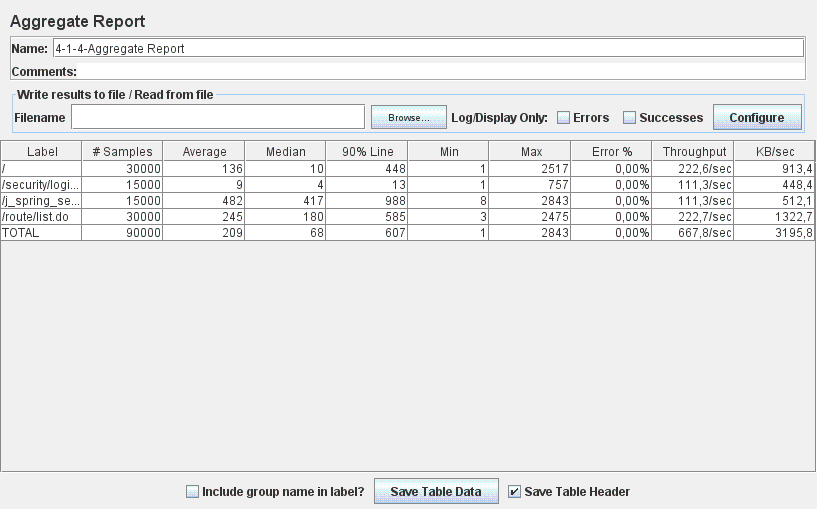 Aggregate Report
Name: 4-1-4-Aggregate Report
Comments:
Write results to file / Read from file
Filename Browse... Log/Display Only: Errors Successes Configure
Label # Samples Average Median 90% Line Min Max Error % Throughput KB/sec
/ 30000 136 10 448 1 2517 0,00% 222,6/sec 913,4
/security/logi... 15000 9 4 13 1 757 0,00% 111,3/sec 448,4
/j_spring_se... 15000 482 417 988 8 2843 0,00% 111,3/sec 512,1
/route/list.do 30000 245 180 585 3 2475 0,00% 222,7/sec 1322,7
TOTAL 90000 209 68 607 1 2843 0,00% 667,8/sec 3195,8
Include group name in label? Save Table Data Save Table Header